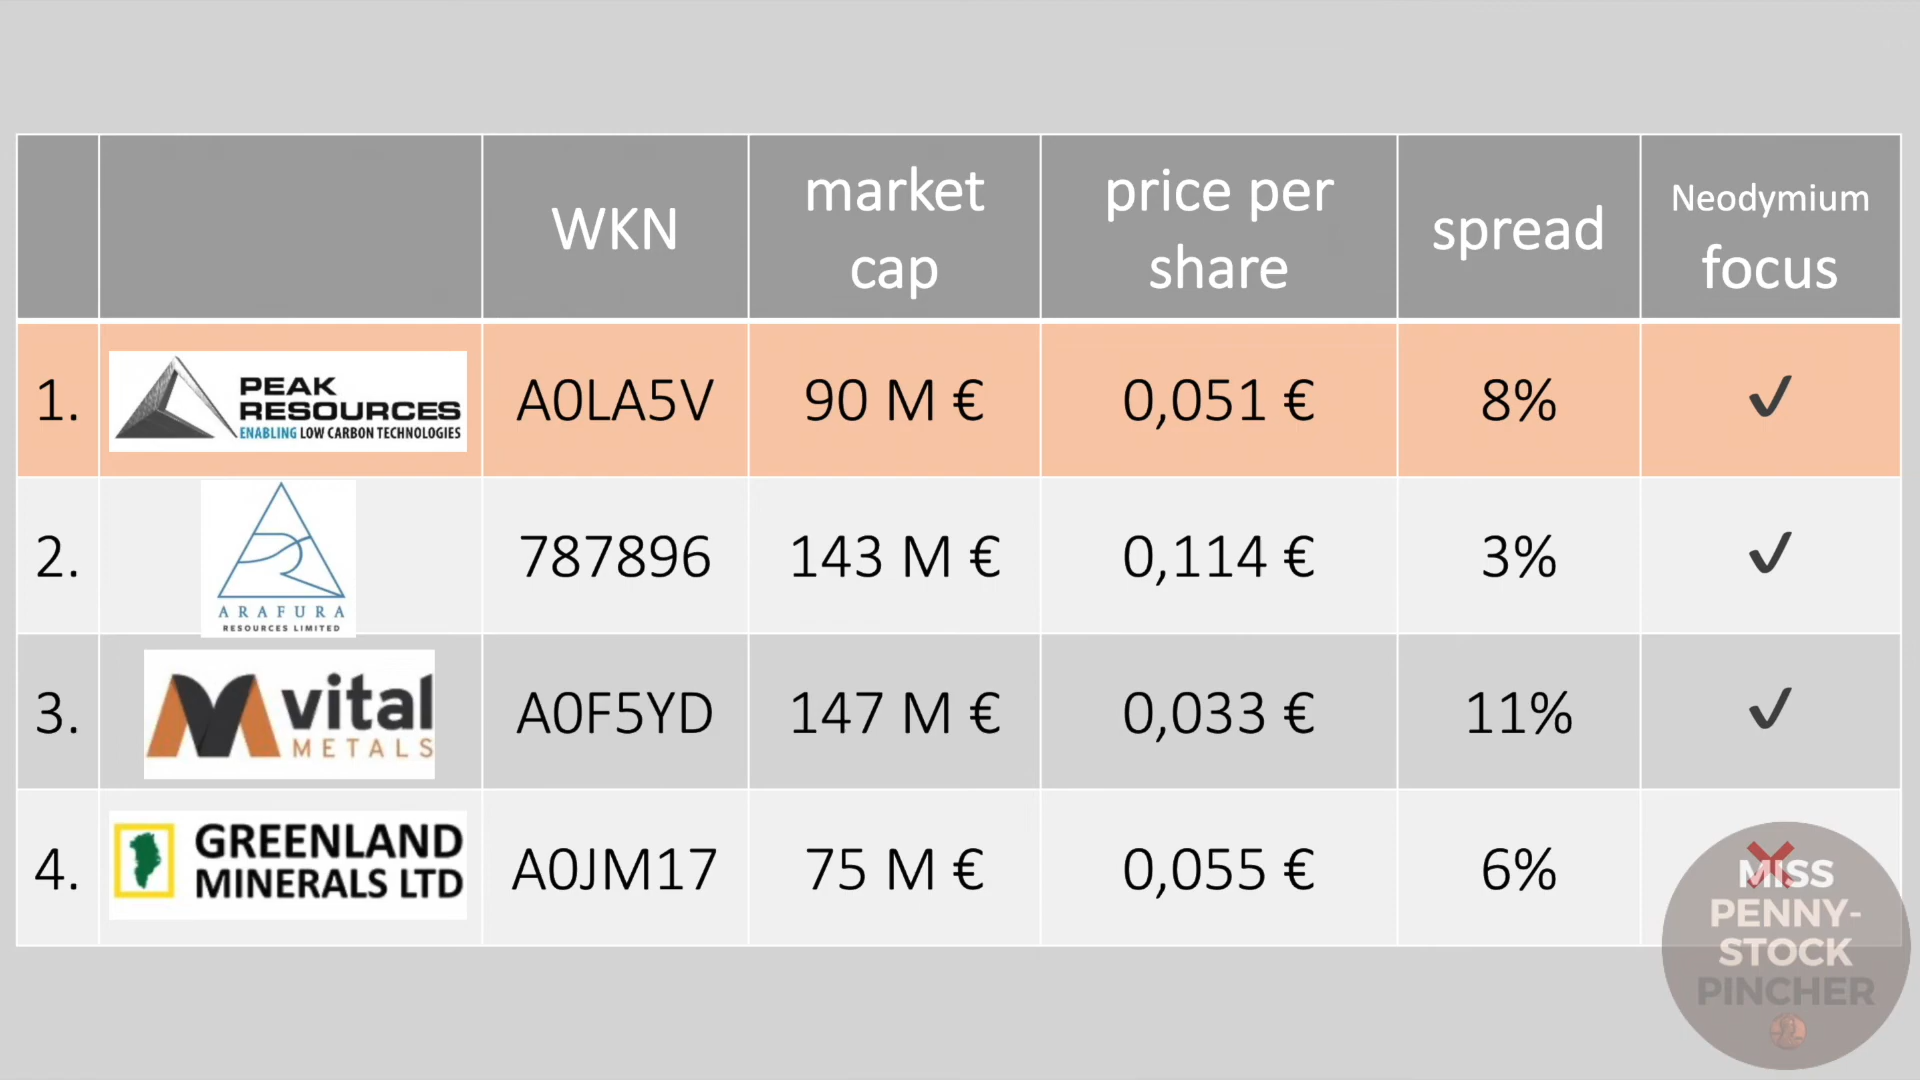 WKN
market
cap
price per
share
spread
Neodymium
focus
1.
PEAK
RESOURCES
ENABLING LOW CARBON TECHNOLOGIES
A0LA5V
90 M €
0,051 €
8%
✓
2.
ARAFURA
RESOURCES LIMITED
787896
143 M €
0,114 €
3%
✓
3.
vital
METALS
A0F5YD
147 M €
0,033 €
11%
✓
4.
GREENLAND
MINERALS LTD
A0JM17
75 M €
0,055 €
6%
MISS
PENNY-
STOCK
PINCHER